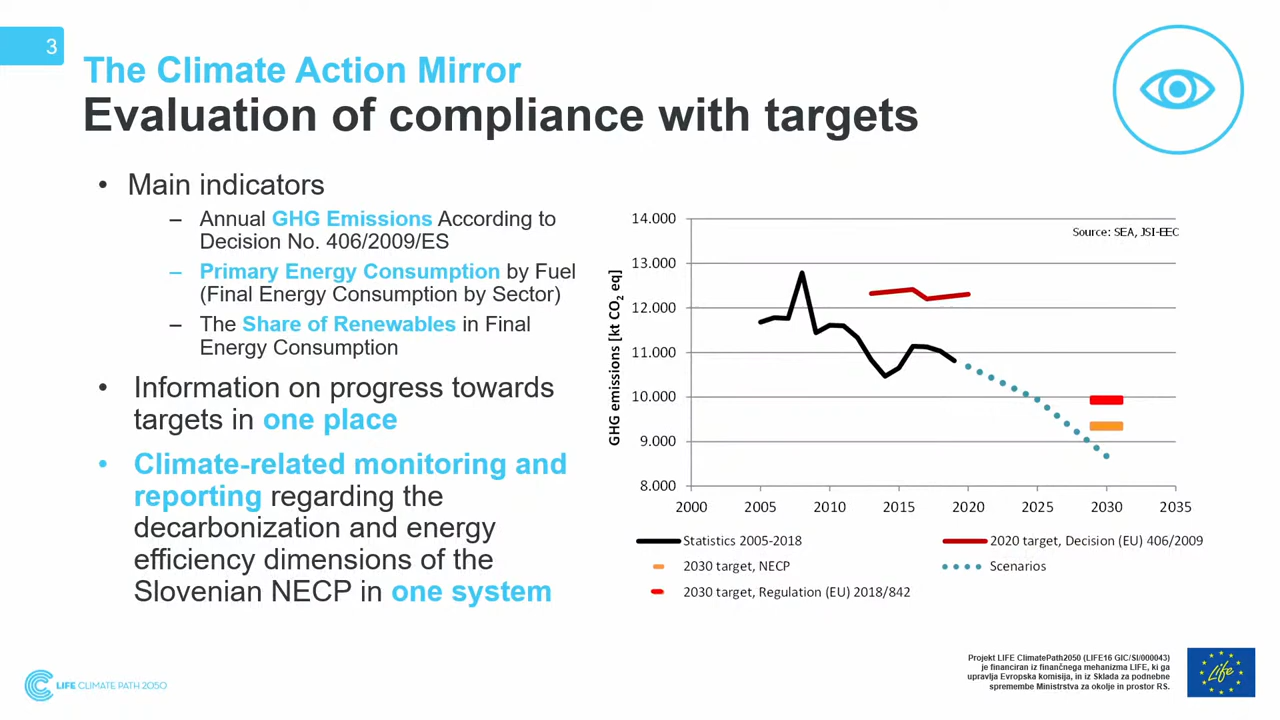 3
The Climate Action Mirror
Evaluation of compliance with targets
• Main indicators
– Annual GHG Emissions According to
Decision No. 406/2009/ES
– Primary Energy Consumption by Fuel
(Final Energy Consumption by Sector)
– The Share of Renewables in Final
Energy Consumption
• Information on progress towards
targets in one place
• Climate-related monitoring and
reporting regarding the
decarbonization and energy
efficiency dimensions of the
Slovenian NECP in one system
Source: SEA, JSI-EEC
GHG emissions [kt CO2 eq]
14.000
13.000
12.000
11.000
10.000
9.000
8.000
2000 2005 2010 2015 2020 2025 2030 2035
Statistics 2005-2018
2020 target, Decision (EU) 406/2009
2030 target, NECP
Scenarios
2030 target, Regulation (EU) 2018/842
LIFE CLIMATE PATH 2050
Projekt LIFE ClimatePath2050 (LIFE16 GIC/SI/000043)
je financiran iz finančnega mehanizma LIFE, ki ga
upravlja Evropska komisija, in iz Sklada za podnebne
spremembe Ministrstva za okolje in prostor RS.
Life